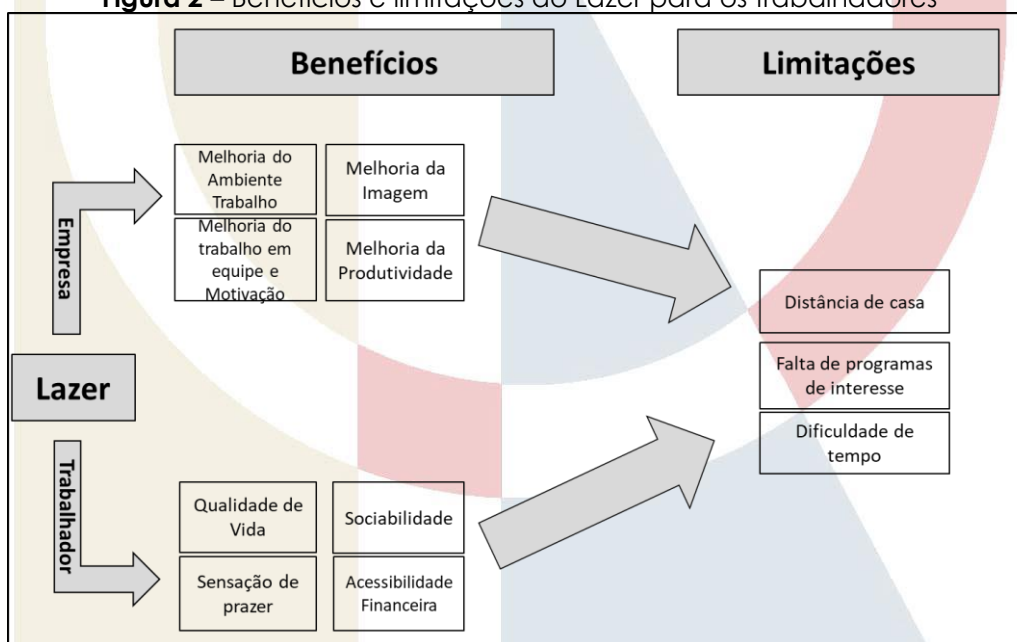 Figura 2 – Benefícios e limitações do Lazer para os trabalhadores
Benefícios
Limitações
Empresa
Melhoria do
Ambiente
Trabalho
Melhoria da
Imagem
Melhoria do
trabalho em
equipe e
Motivação
Melhoria da
Produtividade
Distância de casa
Falta de programas
de interesse
Dificuldade de
tempo
Lazer
Trabalhador
Qualidade de
Vida
Sociabilidade
Sensação de
prazer
Acessibilidade
Financeira